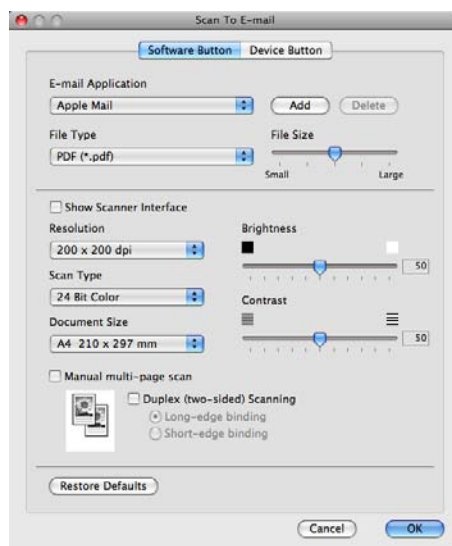 Scan To E-mail
Software Button Device Button
E-mail Application
Apple Mail Add Delete
File Type File Size
PDF (*.pdf)
Small Large
Show Scanner Interface
Resolution Brightness
200 x 200 dpi
50
Scan Type
24 Bit Color Contrast
Document Size
A4 210 x 297 mm 50
Manual multi-page scan
Duplex (two-sided) Scanning
Long-edge binding
Short-edge binding
Restore Defaults
Cancel OK